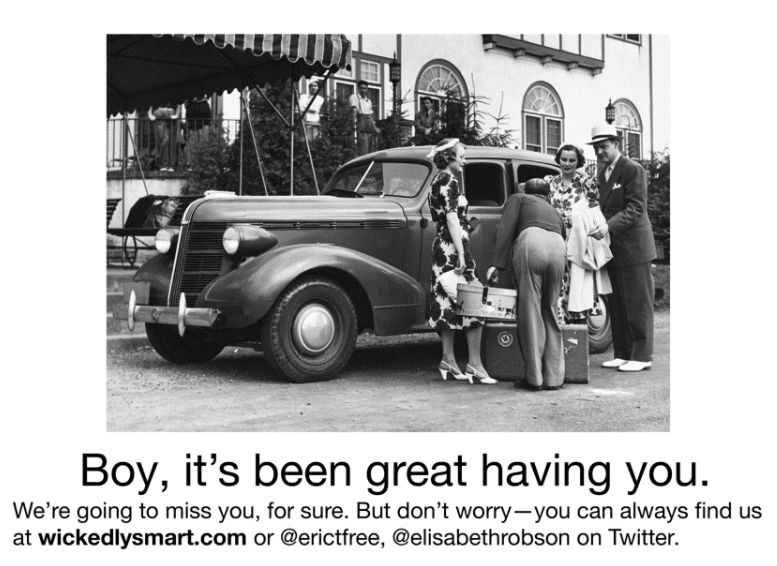 Boy, it’s been great having you.
We’re going to miss you, for sure. But don’t worry—you can always find us
at wickedlysmart.com or @erictfree, @elisabethrobson on Twitter.